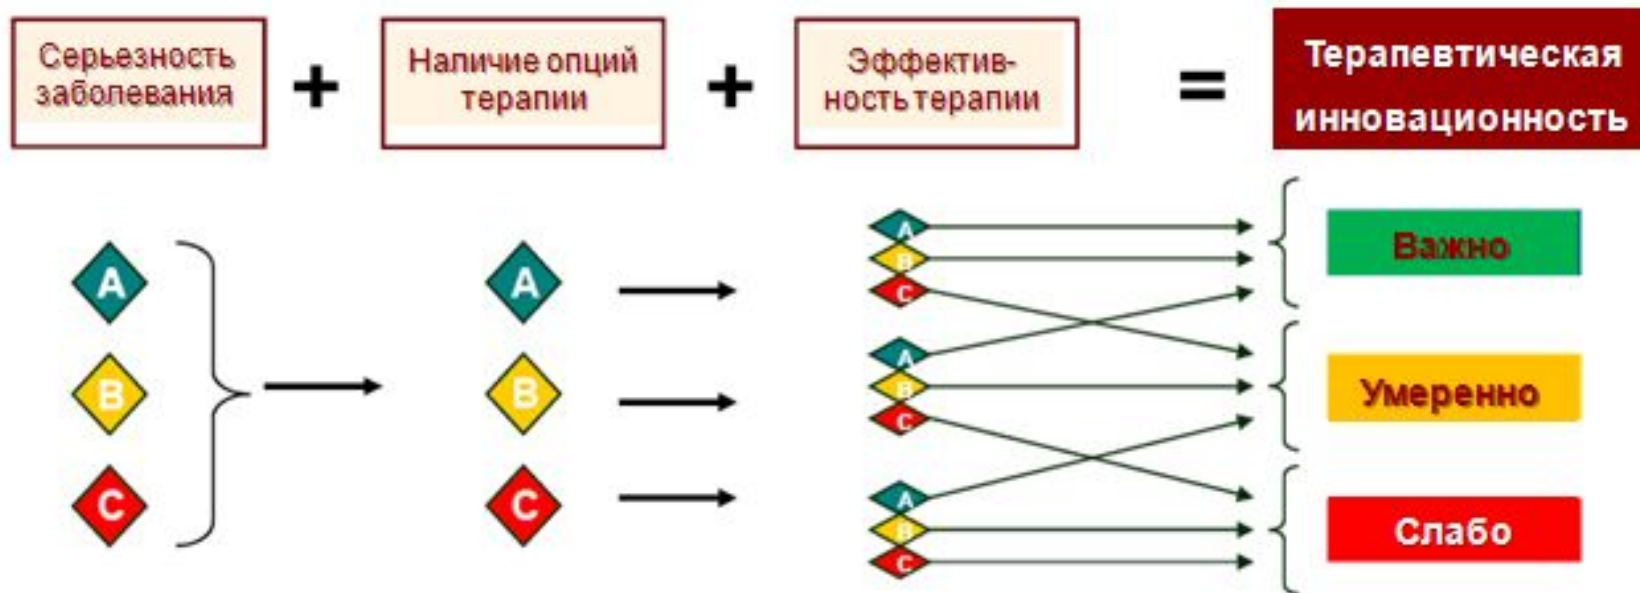 Серьезность
заболевания
+
Наличие опций
терапии
+
Эффектив-
ность терапии
=
Терапевтическая
инновационность
A
B
C
A
B
C
A
B
C
A
B
C
A
B
C
Важно
Умеренно
Слабо